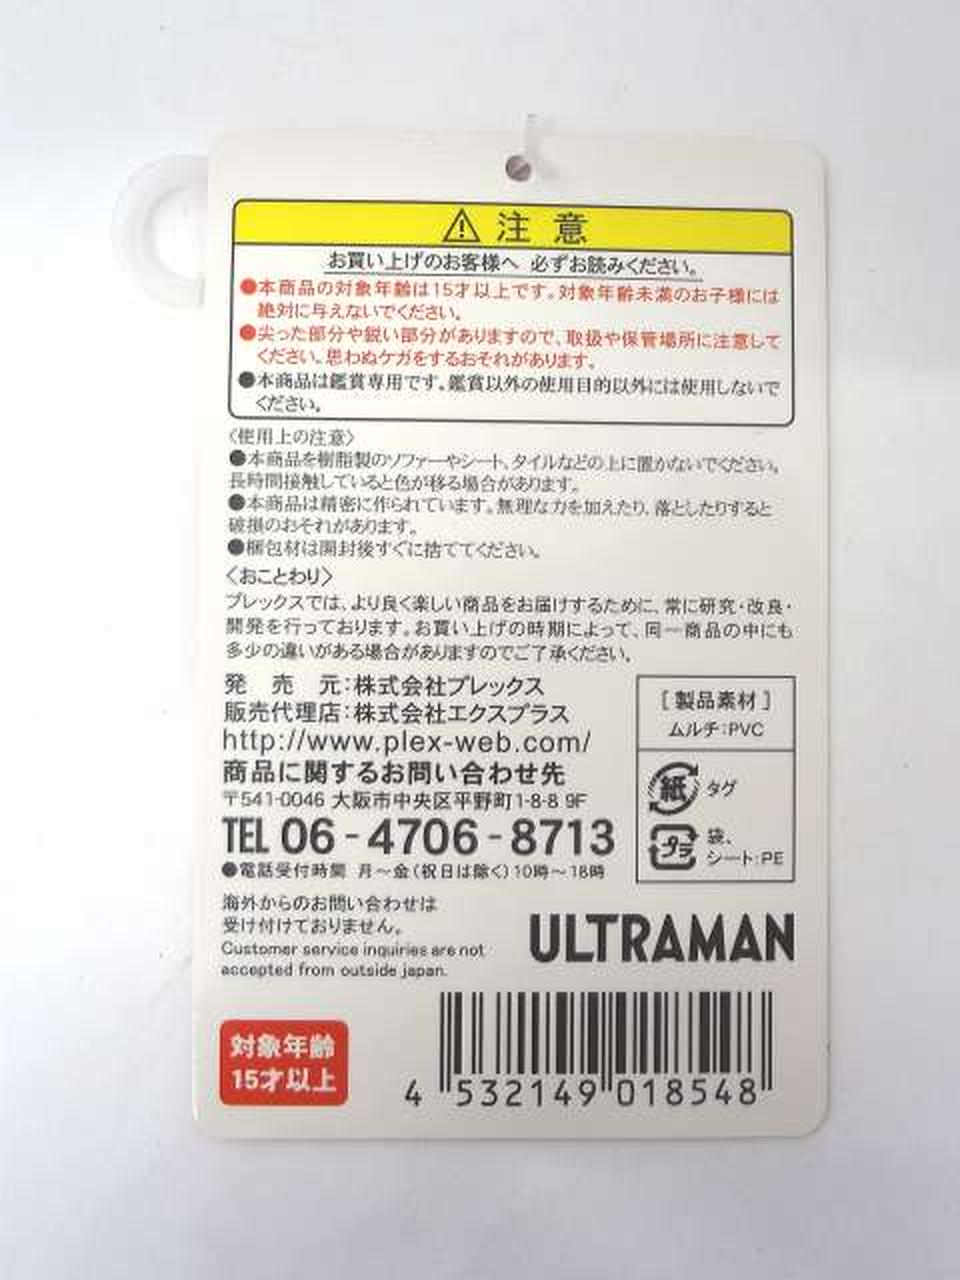 ⚠注意
お買い上げのお客様へ 必ずお読みください。
●本商品の対象年齢は15才以上です。対象年齢未満のお子様には
絶対に与えないでください。
●尖った部分や鋭い部分がありますので、取扱や保管場所に注意して
ください。思わぬケガをするおそれがあります。
●本商品は鑑賞専用です。鑑賞以外の使用目的以外には使用しないで
ください。
〈使用上の注意〉
●本商品を樹脂製のソファーやシート、タイルなどの上に置かないでください。
長時間接触していると色が移る場合があります。
●本商品は精密に作られています。無理な力を加えたり、落としたりすると
破損のおそれがあります。
●梱包材は開封後すぐに捨ててください。
〈おことわり〉
プレックスでは、より良く楽しい商品をお届けするために、常に研究・改良・
開発を行っております。お買い上げの時期によって、同一商品の中にも
多少の違いがある場合がありますのでご了承ください。
発売元:株式会社プレックス
販売代理店:株式会社エクスプラス
http://www.plex-web.com/
商品に関するお問い合わせ先
〒541-0046 大阪市中央区平野町1-8-8 9F
TEL 06-4706-8713
●電話受付時間 月〜金(祝日は除く)10時〜18時
[製品素材]
ムルチ:PVC
紙 タグ
プラ 袋、
シート:PE
海外からのお問い合わせは
受け付けておりません。
Customer service inquiries are not
accepted from outside japan.
ULTRAMAN
対象年齢
15才以上
4 532149 018548